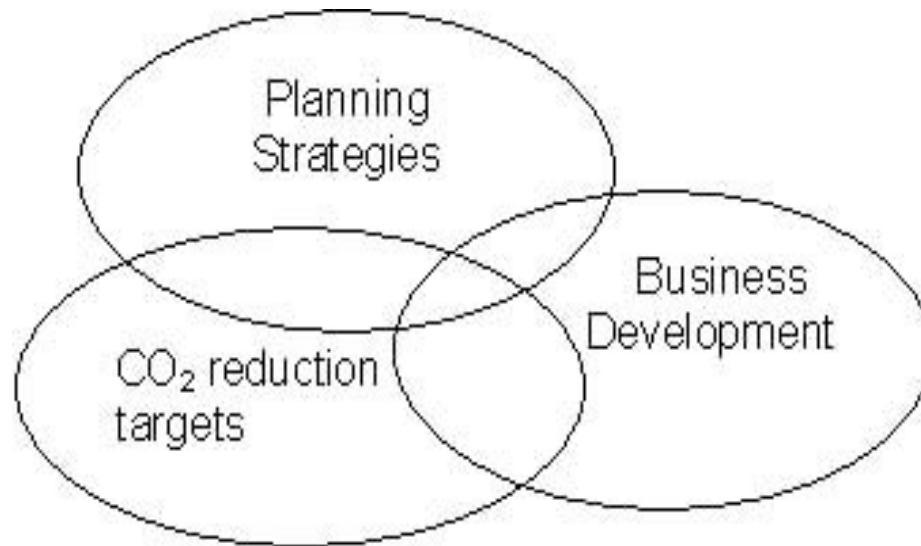 Planning
Strategies
Business
Development
CO₂ reduction
targets